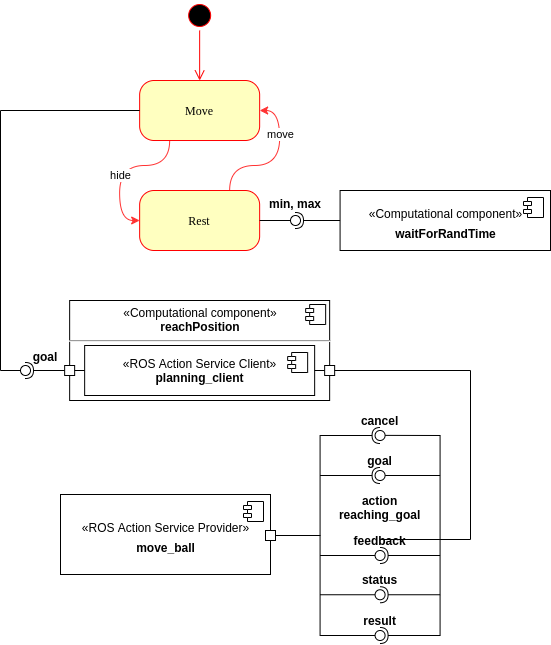 Move
move
hide
Rest
min, max
«Computational component»
waitForRandTime
«Computational component»
reachPosition
goal
«ROS Action Service Client»
planning_client
cancel
goal
action
reaching_goal
«ROS Action Service Provider»
move_ball
feedback
status
result